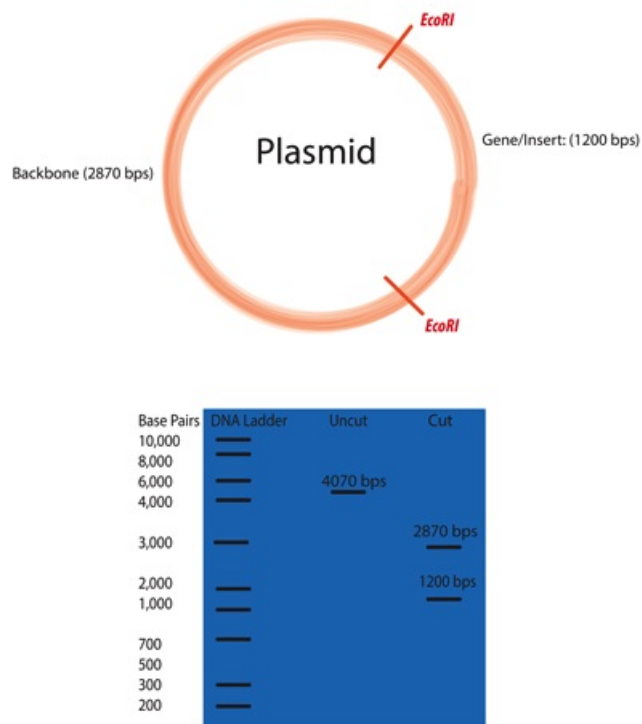 EcoRI
Plasmid
Gene/Insert: (1200 bps)
Backbone (2870 bps)
EcoRI
Base Pairs DNA Ladder Uncut Cut
10,000
8,000
6,000
4070 bps
4,000
3,000
2870 bps
2,000
1200 bps
1,000
700
500
300
200